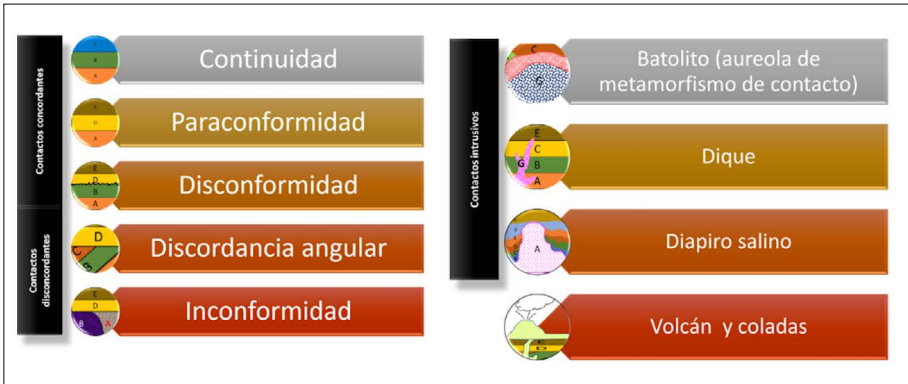 Contactos concordantes
Continuidad
Paraconformidad
Disconformidad
E
D
B
A
Contactos
disconcordantes
Discordancia angular
D
C
B
Inconformidad
E
D
B
A
Contactos intrusivos
Batolito (aureola de
metamorfismo de contacto)
C
G
Dique
E
C
G
B
A
Diapiro salino
A
Volcán y coladas